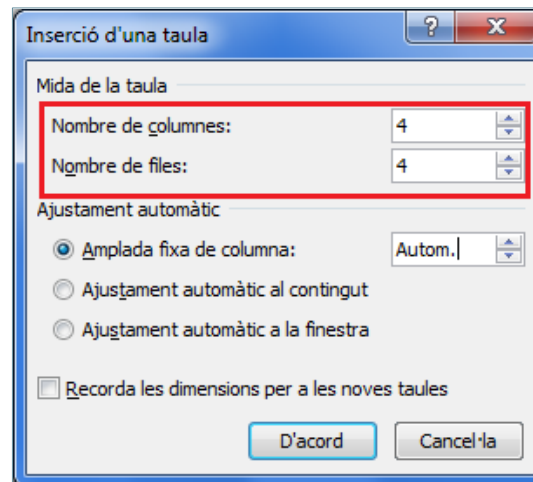 Inserció d'una taula
Mida de la taula
Nombre de columnes: 4
Nombre de files: 4
Ajustament automàtic
Amplada fixa de columna: Autom.
Ajustament automàtic al contingut
Ajustament automàtic a la finestra
Recorda les dimensions per a les noves taules
D'acord Cancel·la